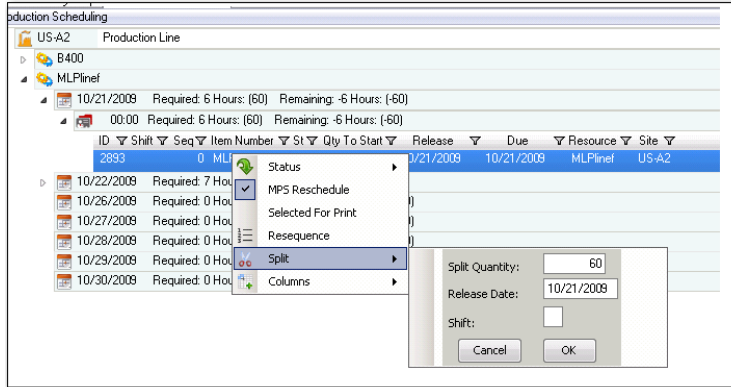 oduction Scheduling
US-A2 Production Line
B400
MLPlinef
10/21/2009 Required: 6 Hours: (60) Remaining: -6 Hours: (-60)
00:00 Required: 6 Hours: (60) Remaining: -6 Hours: (-60)
ID Shift Seq Item Number St Qty To Start Release Due Resource Site
2893 0 MLP 0/21/2009 10/21/2009 MLPlinef US-A2
10/22/2009 Required: 7 Hou
10/26/2009 Required: 0 Hou
10/27/2009 Required: 0 Hou
10/28/2009 Required: 0 Hou
10/29/2009 Required: 0 Hou
10/30/2009 Required: 0 Hou
Status
MPS Reschedule
Selected For Print
Resequence
Split
Columns
Split Quantity: 60
Release Date: 10/21/2009
Shift:
Cancel OK